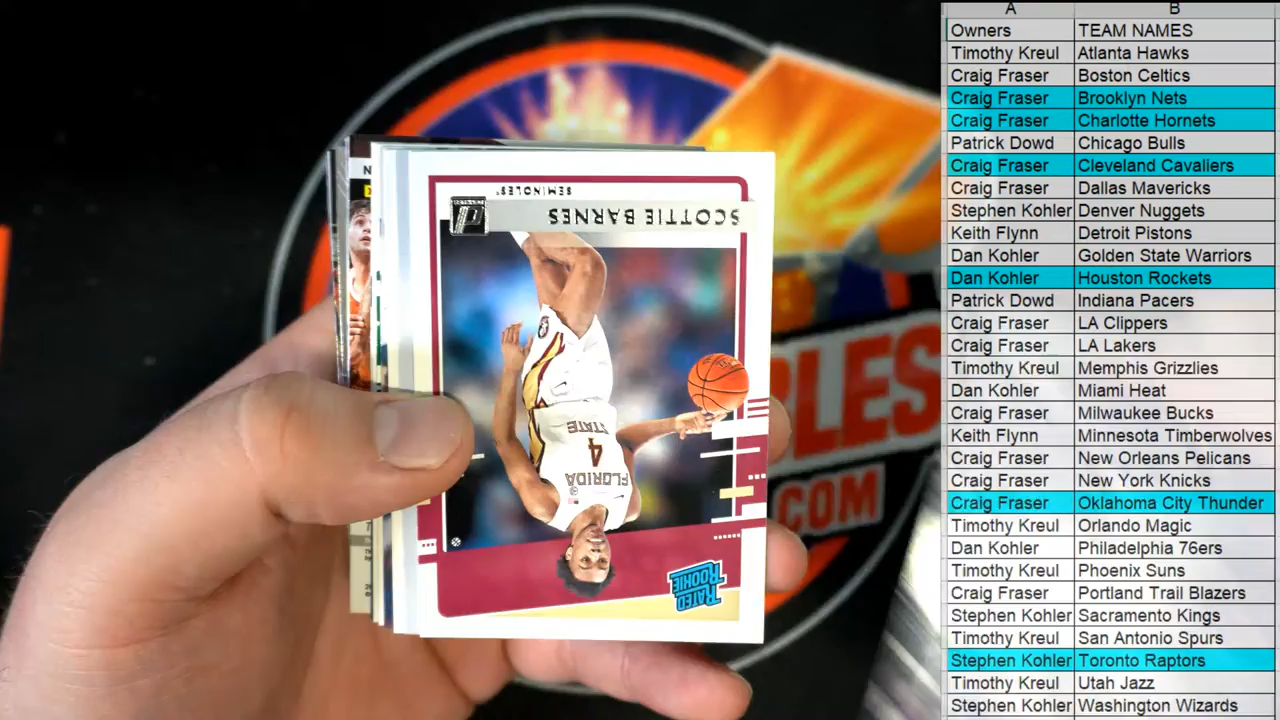 A B
Owners TEAM NAMES
Timothy Kreul Atlanta Hawks
Craig Fraser Boston Celtics
Craig Fraser Brooklyn Nets
Craig Fraser Charlotte Hornets
Patrick Dowd Chicago Bulls
Craig Fraser Cleveland Cavaliers
Craig Fraser Dallas Mavericks
Stephen Kohler Denver Nuggets
Keith Flynn Detroit Pistons
Dan Kohler Golden State Warriors
Dan Kohler Houston Rockets
Patrick Dowd Indiana Pacers
Craig Fraser LA Clippers
Craig Fraser LA Lakers
Timothy Kreul Memphis Grizzlies
Dan Kohler Miami Heat
Craig Fraser Milwaukee Bucks
Keith Flynn Minnesota Timberwolves
Craig Fraser New Orleans Pelicans
Craig Fraser New York Knicks
Craig Fraser Oklahoma City Thunder
Timothy Kreul Orlando Magic
Dan Kohler Philadelphia 76ers
Timothy Kreul Phoenix Suns
Craig Fraser Portland Trail Blazers
Stephen Kohler Sacramento Kings
Timothy Kreul San Antonio Spurs
Stephen Kohler Toronto Raptors
Timothy Kreul Utah Jazz
Stephen Kohler Washington Wizards
SEMINOLES
SCOTTIE BARNES
STATE
4
FLORIDA
RATED
ROOKIE
PLES
.COM